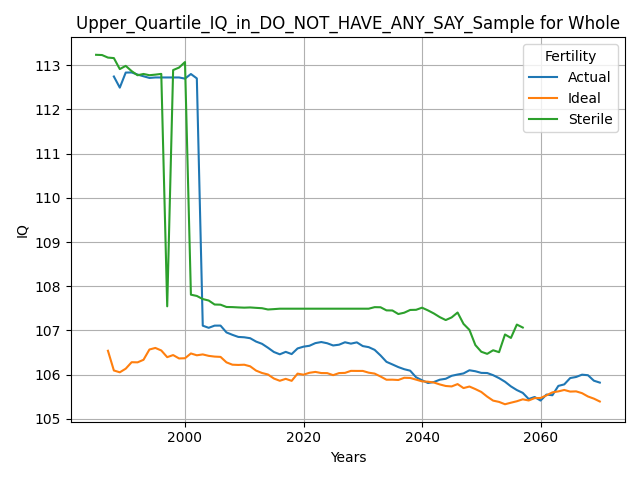 Upper_Quartile_IQ_in_DO_NOT_HAVE_ANY_SAY_Sample for Whole
Fertility
Actual
Ideal
Sterile
113
112
111
110
109
108
107
106
105
IQ
2000
2020
2040
2060
Years